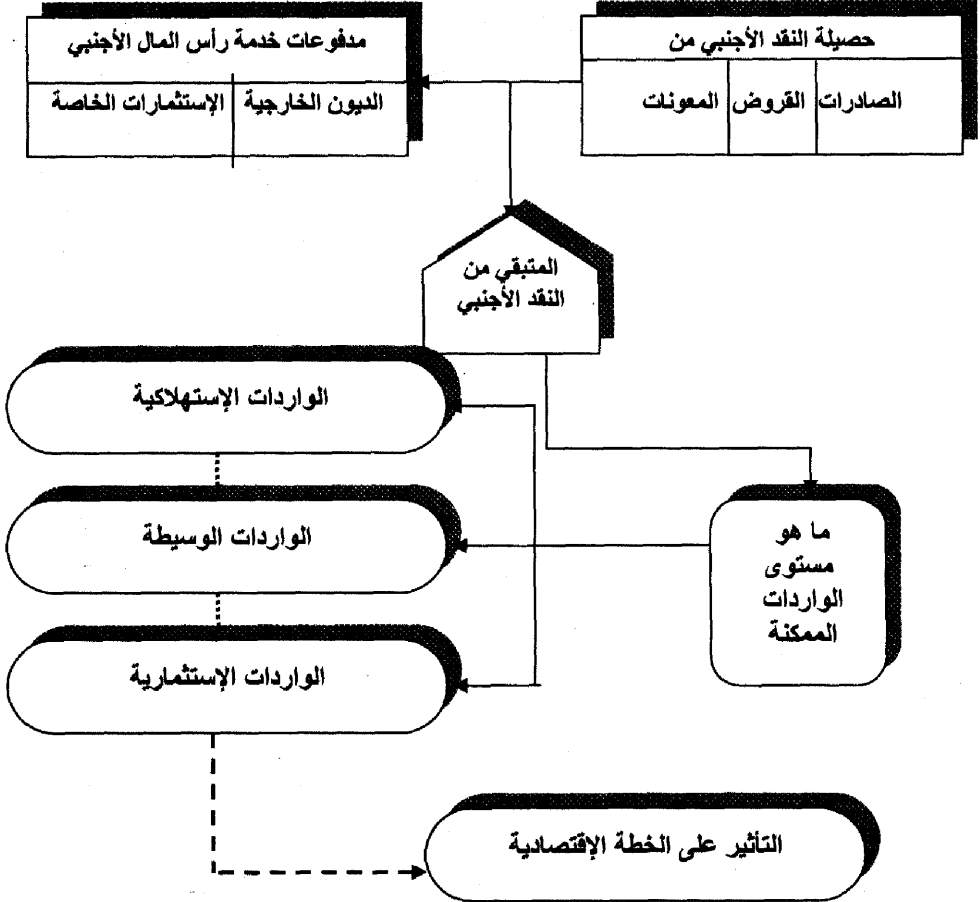 حصيلة النقد الأجنبي من
الصادرات القروض المعونات
مدفوعات خدمة رأس المال الأجنبي
الديون الخارجية الإستثمارات الخاصة
المتبقي من
النقد الأجنبي
الواردات الإستهلاكية
الواردات الوسيطة
الواردات الإستثمارية
ما هو
مستوى
الواردات
الممكنة
التأثير على الخطة الإقتصادية